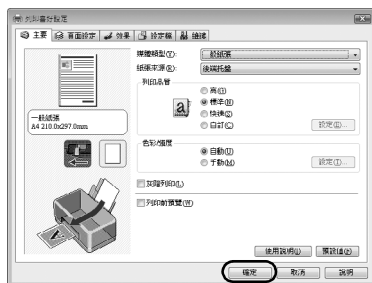 列印喜好設定
主要 頁面設定 效果 設定檔 維護
媒體類型(Y): 一般紙張
紙張來源(R): 後端托盤
列印品質
高(H)
標準(N)
快速(S)
自訂(C)
設定(E)...
一般紙張
A4 210.0x297.0mm
色彩/濃度
自動(U)
手動(M)
設定(T)...
灰階列印(L)
列印前預覽(W)
使用說明(I) 預設值(F)
確定 取消 說明